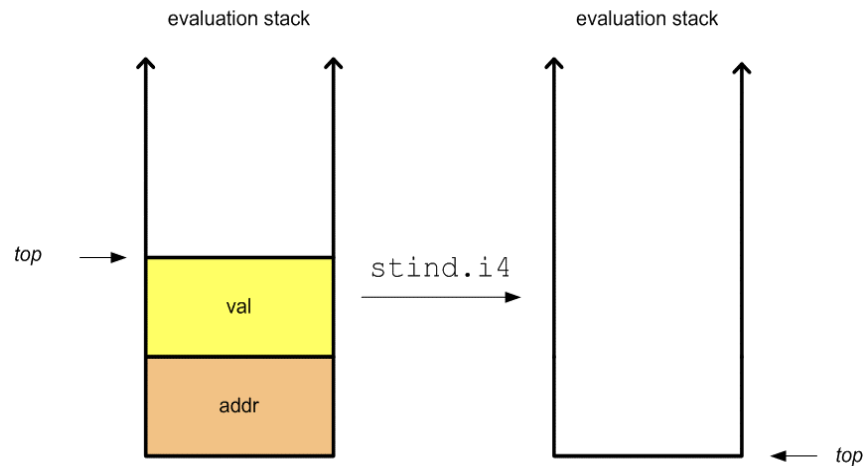 evaluation stack
evaluation stack
top
val
stind.i4
addr
top